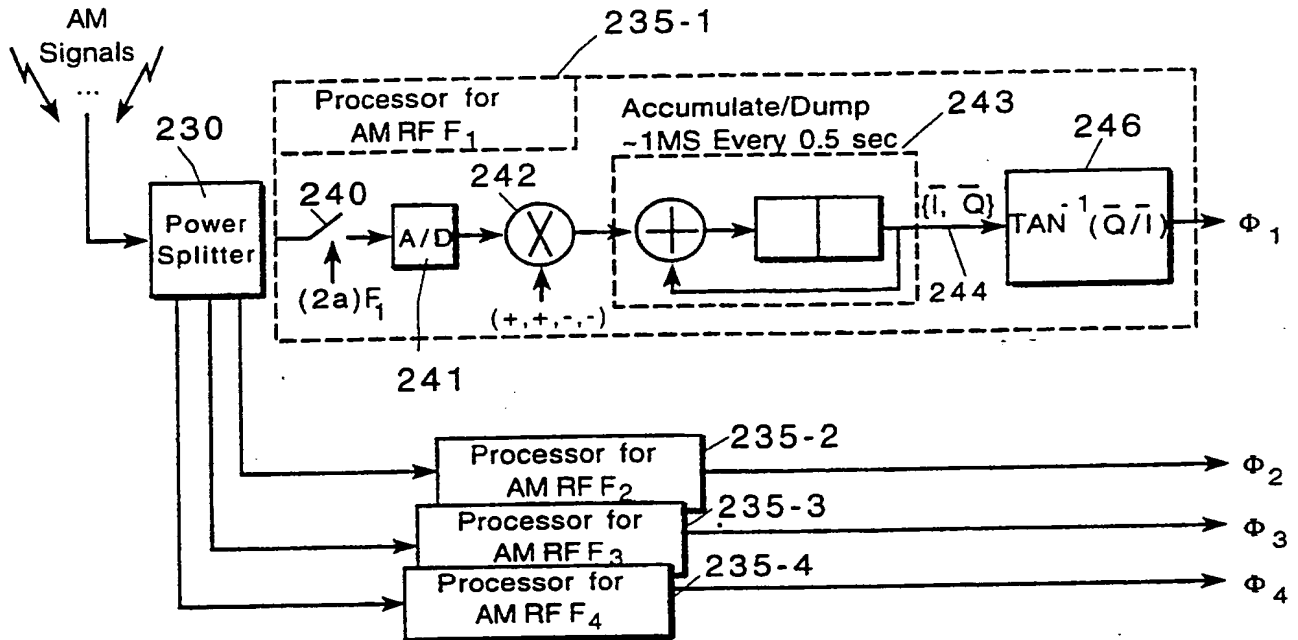 AM
Signals
...
235-1
Processor for
AM RF F₁
Accumulate/Dump
~1MS Every 0.5 sec
243
230
Power
Splitter
240
(2a)F₁
A/D
241
242
X
(+,+,-,-)
+
{I̅, Q̅}
244
246
TAN⁻¹(Q̅/I̅)
Φ₁
235-2
Processor for
AM RF F₂
Φ₂
235-3
Processor for
AM RF F₃
Φ₃
235-4
Processor for
AM RF F₄
Φ₄